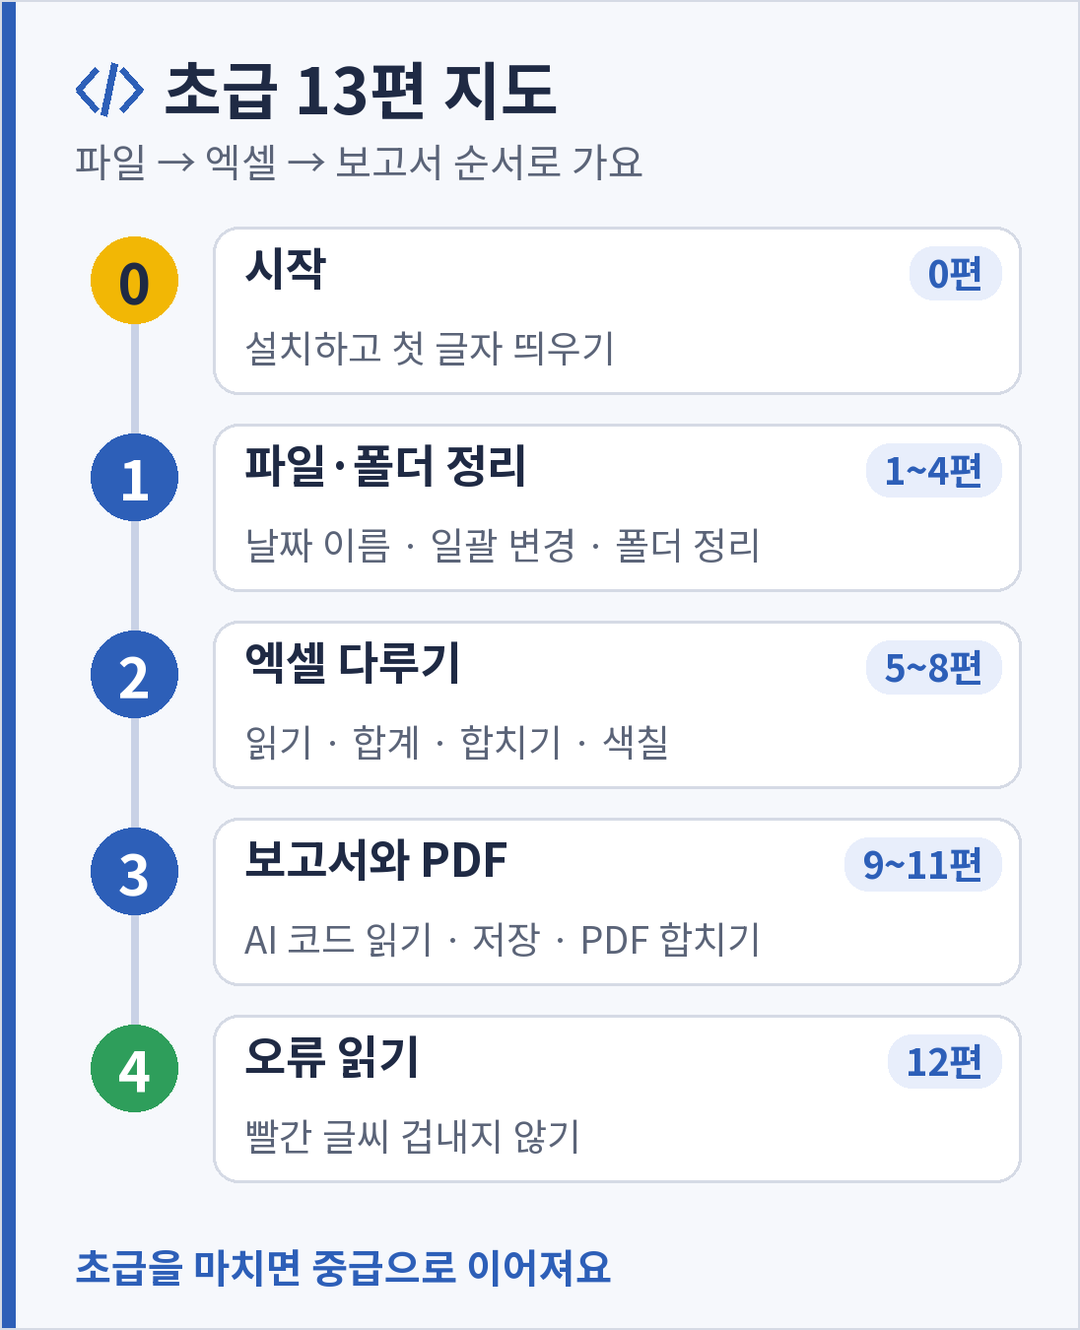 </> 초급 13편 지도
파일 → 엑셀 → 보고서 순서로 가요
0
시작
0편
설치하고 첫 글자 띄우기
1
파일·폴더 정리
1~4편
날짜 이름 · 일괄 변경 · 폴더 정리
2
엑셀 다루기
5~8편
읽기 · 합계 · 합치기 · 색칠
3
보고서와 PDF
9~11편
AI 코드 읽기 · 저장 · PDF 합치기
4
오류 읽기
12편
빨간 글씨 겁내지 않기
초급을 마치면 중급으로 이어져요